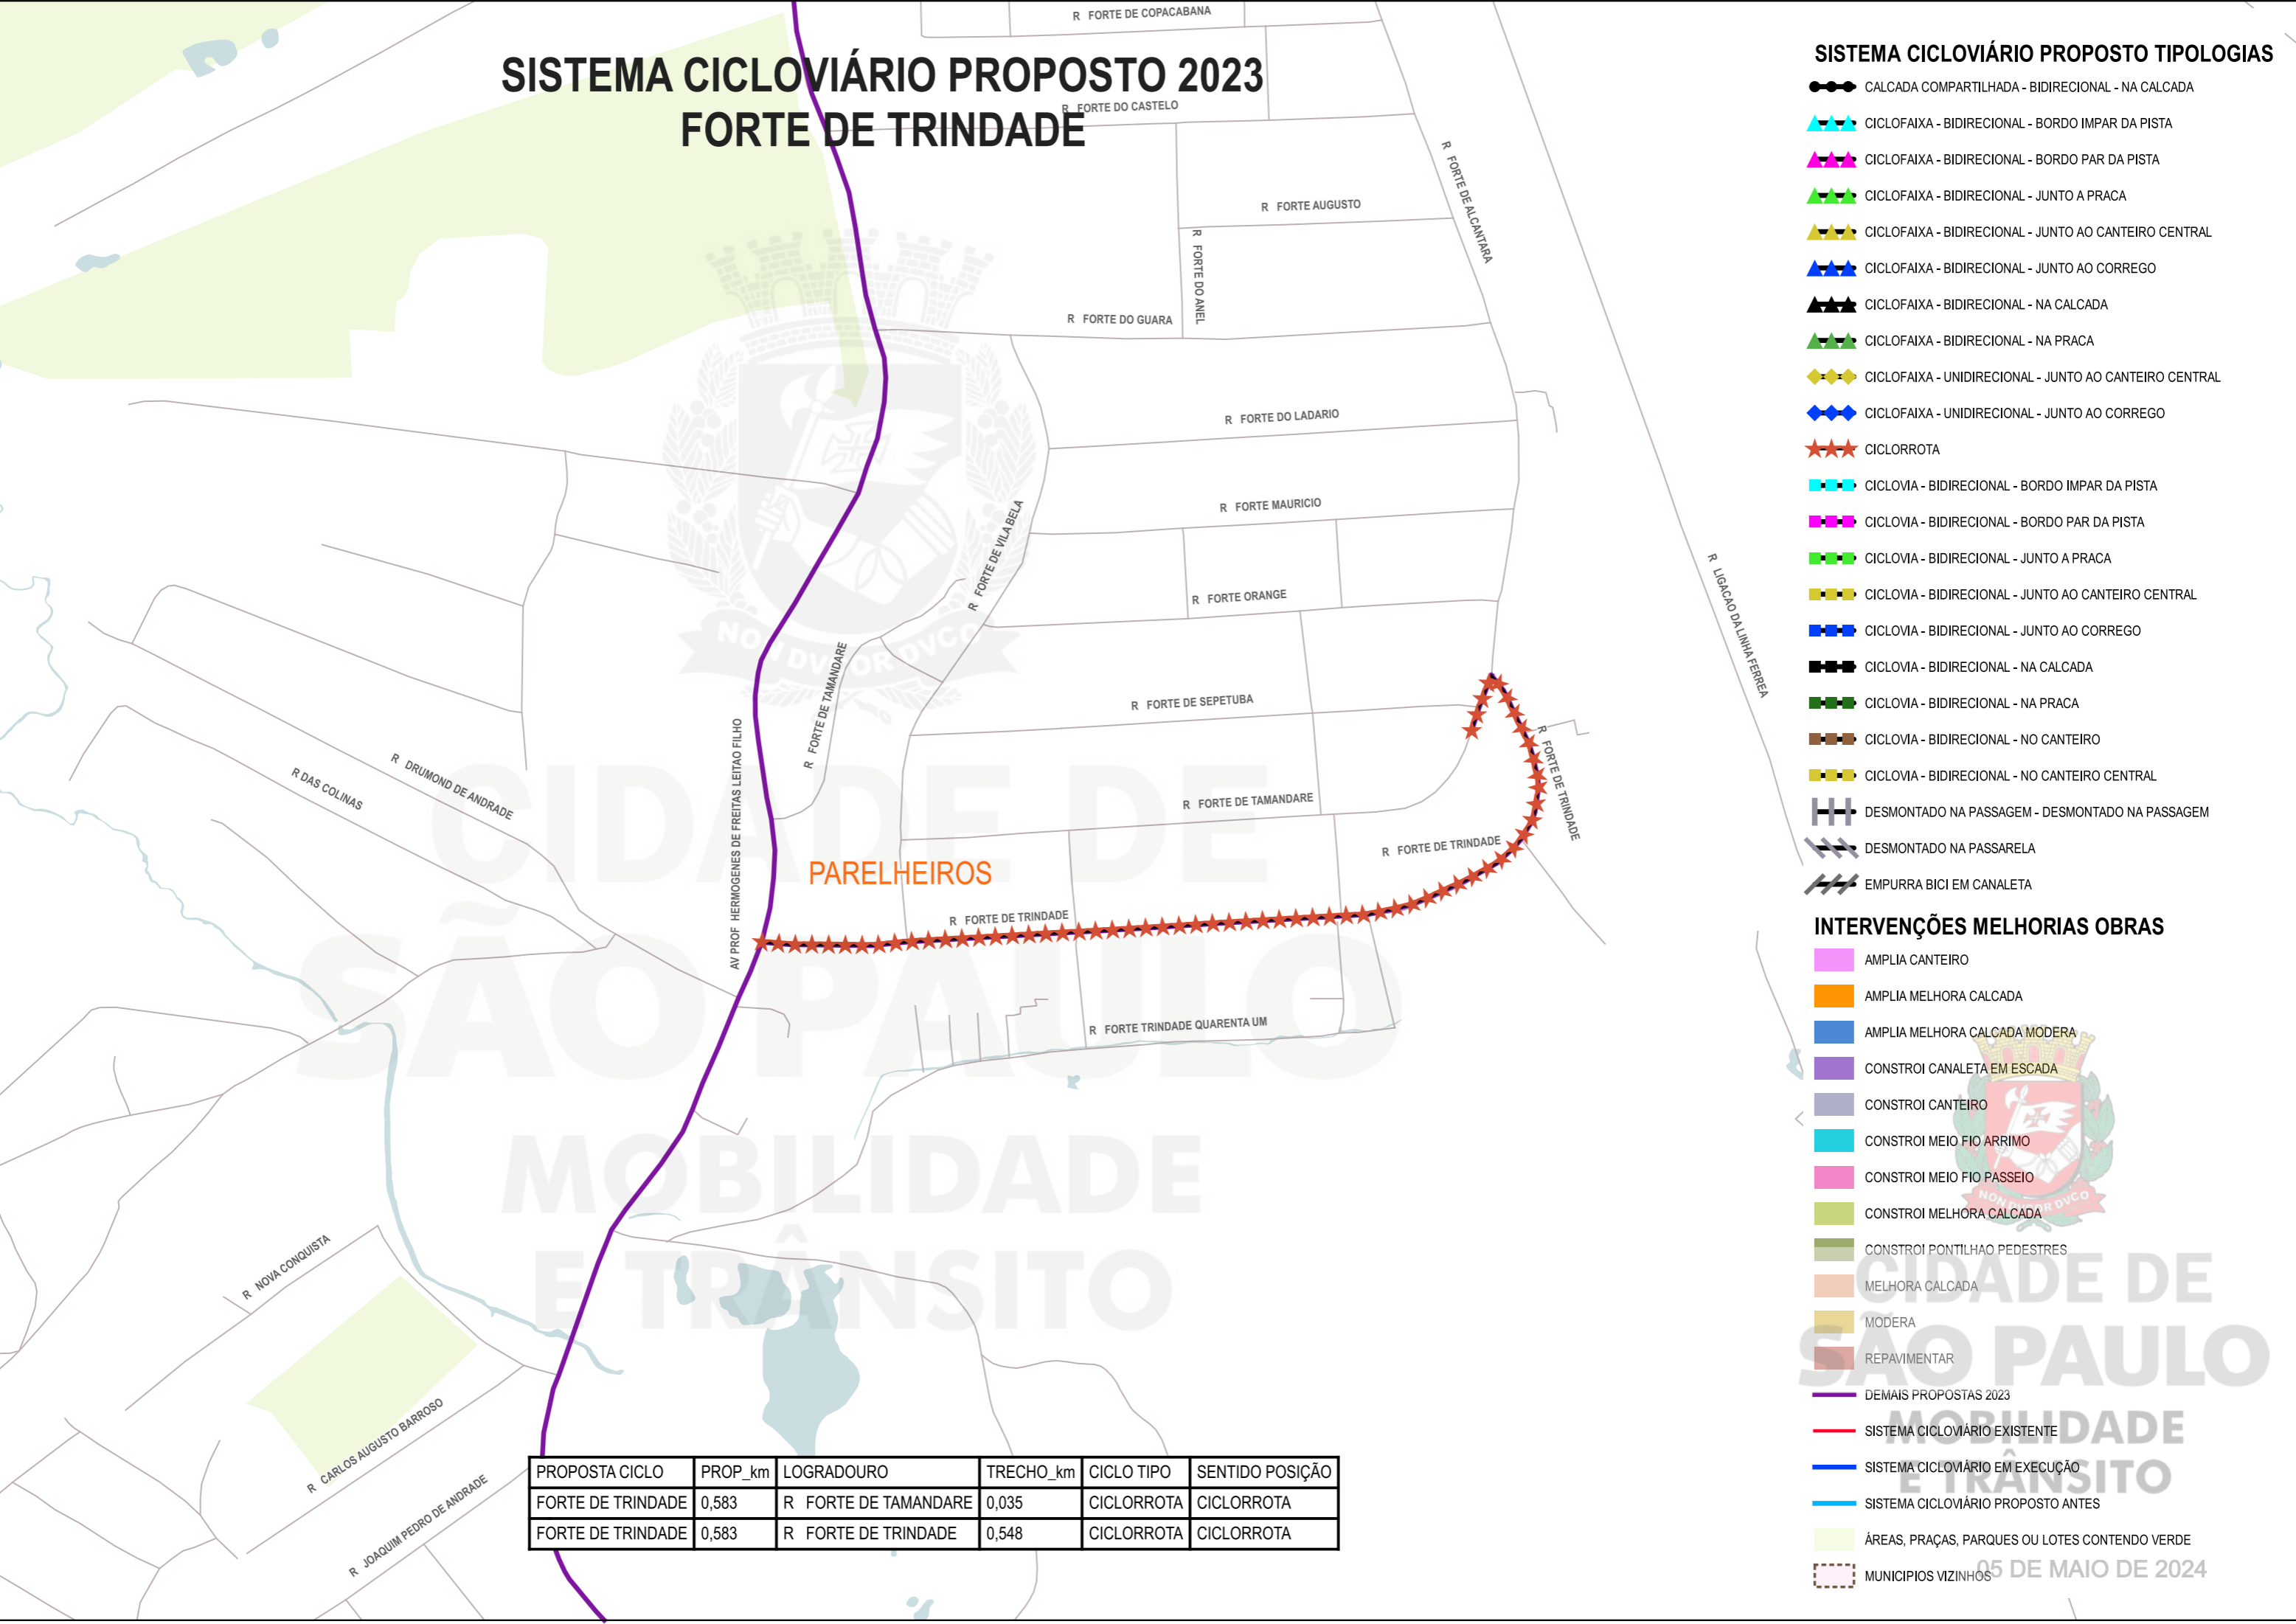 SISTEMA CICLOVIÁRIO PROPOSTO 2023
FORTE DE TRINDADE
R FORTE DE COPACABANA
R FORTE DO CASTELO
R FORTE DE ALCANTARA
R FORTE AUGUSTO
R FORTE DO ANEL
R FORTE DO GUARA
R FORTE DO LADARIO
R FORTE MAURICIO
R FORTE DE VILA BELA
R FORTE ORANGE
R LIGACAO DA LINHA FERREA
R FORTE DE TAMANDARE
R FORTE DE SEPETUBA
AV PROF HERMOGENES DE FREITAS LEITAO FILHO
R FORTE DE TRINDADE
R DRUMOND DE ANDRADE
R DAS COLINAS
R FORTE DE TAMANDARE
R FORTE DE TRINDADE
PARELHEIROS
R FORTE DE TRINDADE
R FORTE TRINDADE QUARENTA UM
R NOVA CONQUISTA
R CARLOS AUGUSTO BARROSO
R JOAQUIM PEDRO DE ANDRADE
NON DVCOR DVCO
CIDADE DE
SÃO PAULO
MOBILIDADE
E TRÂNSITO
PROPOSTA CICLO PROP_km LOGRADOURO TRECHO_km CICLO TIPO SENTIDO POSIÇÃO
FORTE DE TRINDADE 0,583 R FORTE DE TAMANDARE 0,035 CICLORROTA CICLORROTA
FORTE DE TRINDADE 0,583 R FORTE DE TRINDADE 0,548 CICLORROTA CICLORROTA
SISTEMA CICLOVIÁRIO PROPOSTO TIPOLOGIAS
CALCADA COMPARTILHADA - BIDIRECIONAL - NA CALCADA
CICLOFAIXA - BIDIRECIONAL - BORDO IMPAR DA PISTA
CICLOFAIXA - BIDIRECIONAL - BORDO PAR DA PISTA
CICLOFAIXA - BIDIRECIONAL - JUNTO A PRACA
CICLOFAIXA - BIDIRECIONAL - JUNTO AO CANTEIRO CENTRAL
CICLOFAIXA - BIDIRECIONAL - JUNTO AO CORREGO
CICLOFAIXA - BIDIRECIONAL - NA CALCADA
CICLOFAIXA - BIDIRECIONAL - NA PRACA
CICLOFAIXA - UNIDIRECIONAL - JUNTO AO CANTEIRO CENTRAL
CICLOFAIXA - UNIDIRECIONAL - JUNTO AO CORREGO
CICLORROTA
CICLOVIA - BIDIRECIONAL - BORDO IMPAR DA PISTA
CICLOVIA - BIDIRECIONAL - BORDO PAR DA PISTA
CICLOVIA - BIDIRECIONAL - JUNTO A PRACA
CICLOVIA - BIDIRECIONAL - JUNTO AO CANTEIRO CENTRAL
CICLOVIA - BIDIRECIONAL - JUNTO AO CORREGO
CICLOVIA - BIDIRECIONAL - NA CALCADA
CICLOVIA - BIDIRECIONAL - NA PRACA
CICLOVIA - BIDIRECIONAL - NO CANTEIRO
CICLOVIA - BIDIRECIONAL - NO CANTEIRO CENTRAL
DESMONTADO NA PASSAGEM - DESMONTADO NA PASSAGEM
DESMONTADO NA PASSARELA
EMPURRA BICI EM CANALETA
INTERVENÇÕES MELHORIAS OBRAS
AMPLIA CANTEIRO
AMPLIA MELHORA CALCADA
AMPLIA MELHORA CALCADA MODERA
CONSTROI CANALETA EM ESCADA
CONSTROI CANTEIRO
CONSTROI MEIO FIO ARRIMO
CONSTROI MEIO FIO PASSEIO
CONSTROI MELHORA CALCADA
CONSTROI PONTILHAO PEDESTRES
MELHORA CALCADA
MODERA
REPAVIMENTAR
DEMAIS PROPOSTAS 2023
SISTEMA CICLOVIÁRIO EXISTENTE
SISTEMA CICLOVIÁRIO EM EXECUÇÃO
SISTEMA CICLOVIÁRIO PROPOSTO ANTES
ÁREAS, PRAÇAS, PARQUES OU LOTES CONTENDO VERDE
MUNICIPIOS VIZINHOS
NON DVCOR DVCO
CIDADE DE
SÃO PAULO
MOBILIDADE
E TRÂNSITO
05 DE MAIO DE 2024